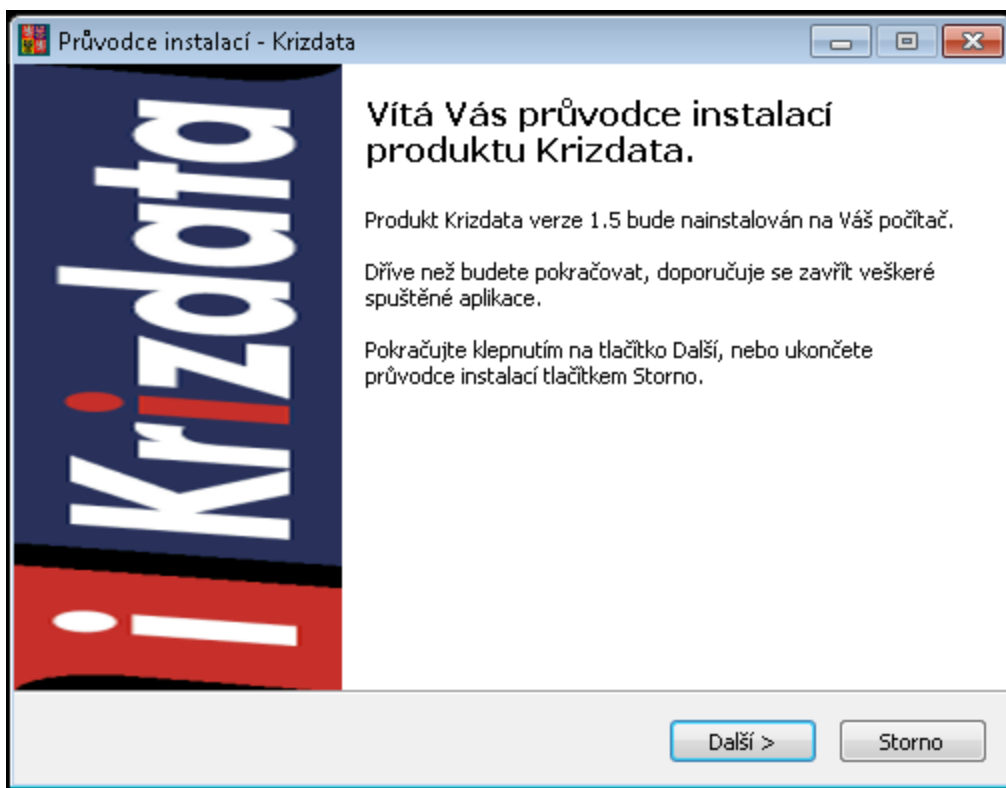 Průvodce instalací - Krizdata
i Krizdata
Vítá Vás průvodce instalací
produktu Krizdata.
Produkt Krizdata verze 1.5 bude nainstalován na Váš počítač.
Dříve než budete pokračovat, doporučuje se zavřít veškeré
spuštěné aplikace.
Pokračujte klepnutím na tlačítko Další, nebo ukončete
průvodce instalací tlačítkem Storno.
Další >
Storno